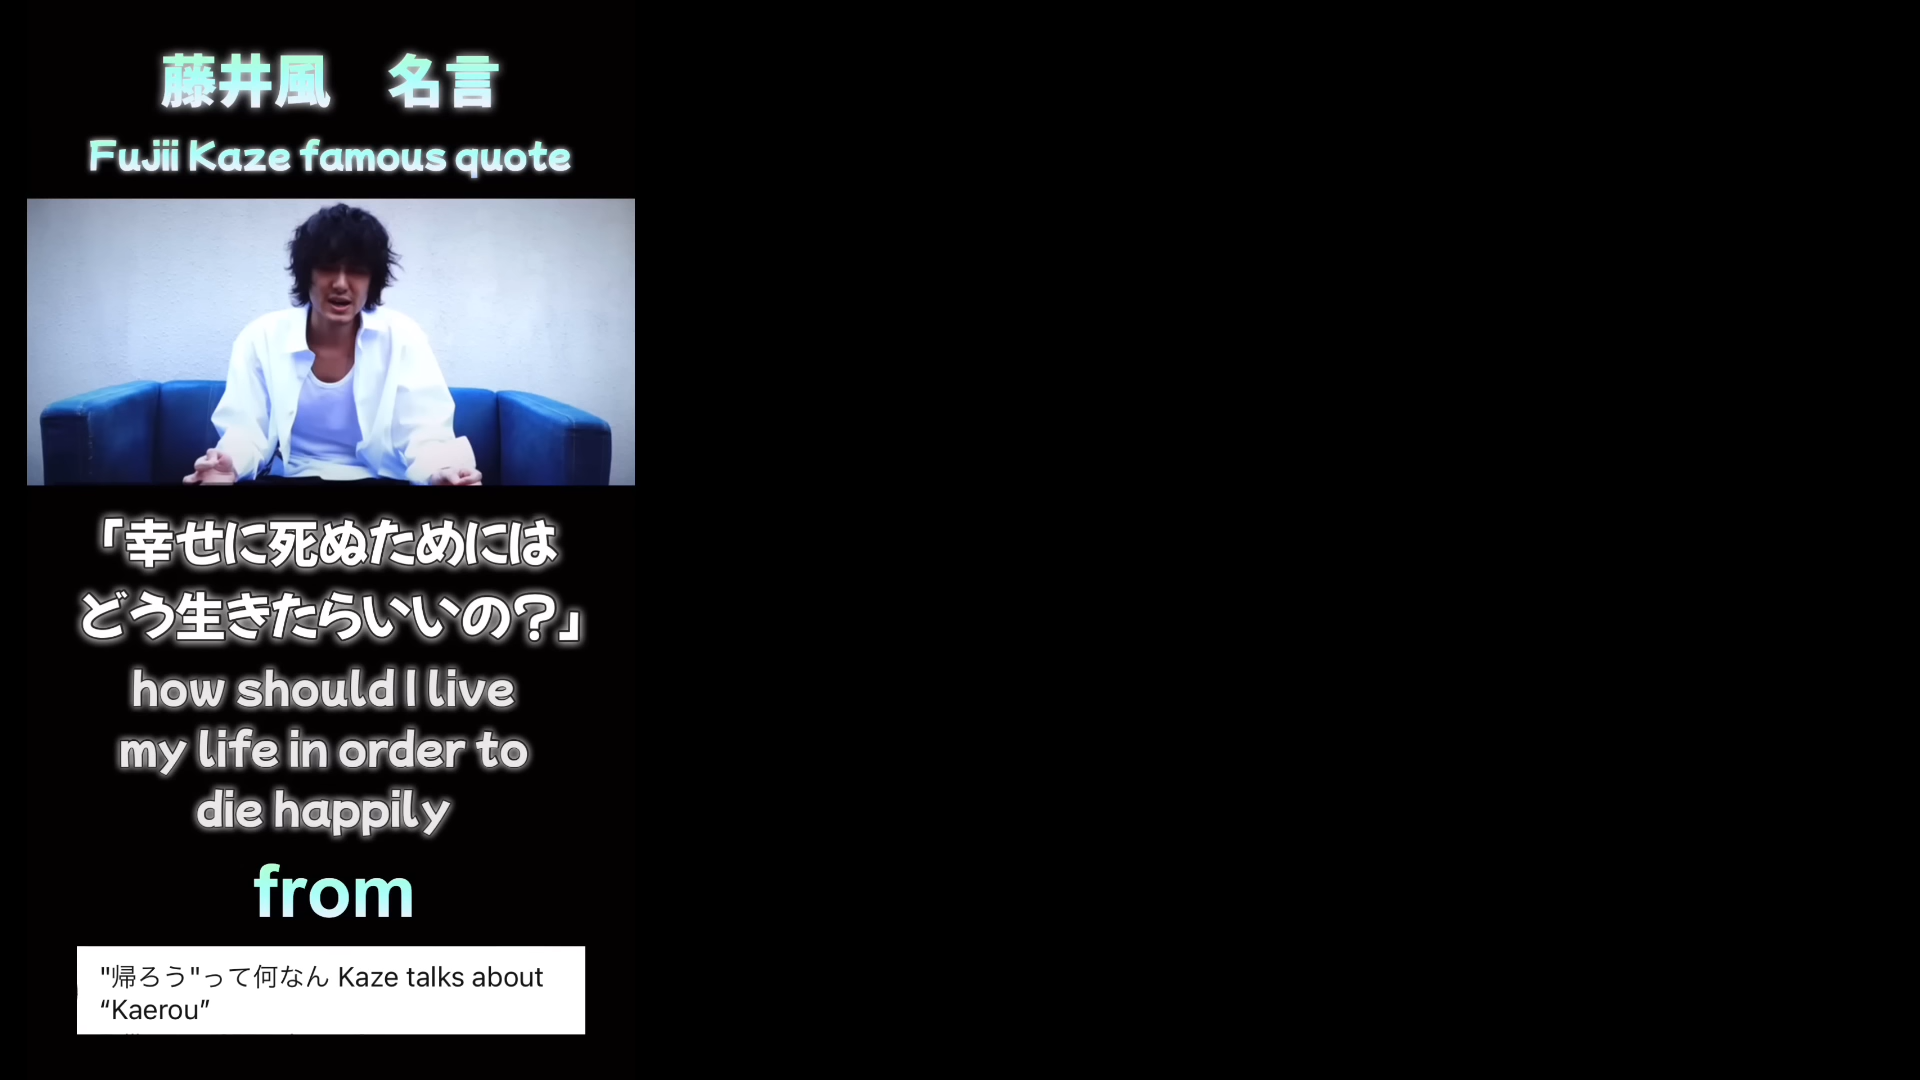 藤井風　名言
Fujii Kaze famous quote
「幸せに死ぬためには
どう生きたらいいの？」
how should I live
my life in order to
die happily
from
"帰ろう"って何なん Kaze talks about
“Kaerou”